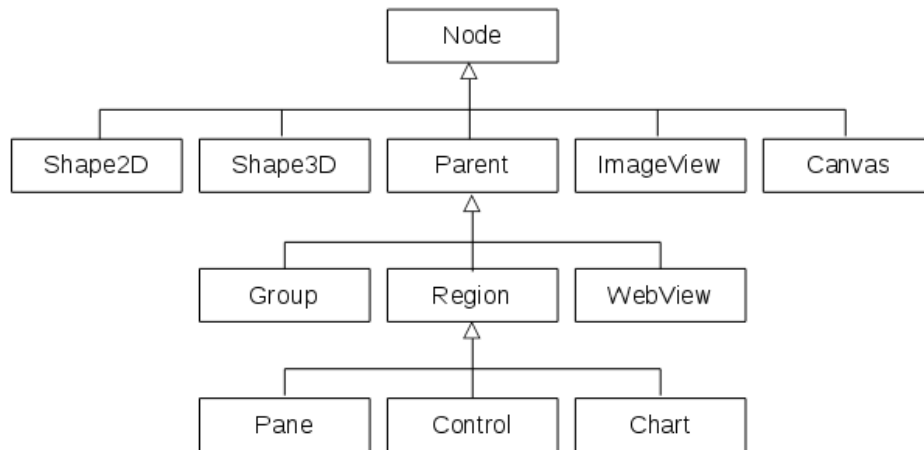 Node
Shape2D
Shape3D
Parent
ImageView
Canvas
Group
Region
WebView
Pane
Control
Chart